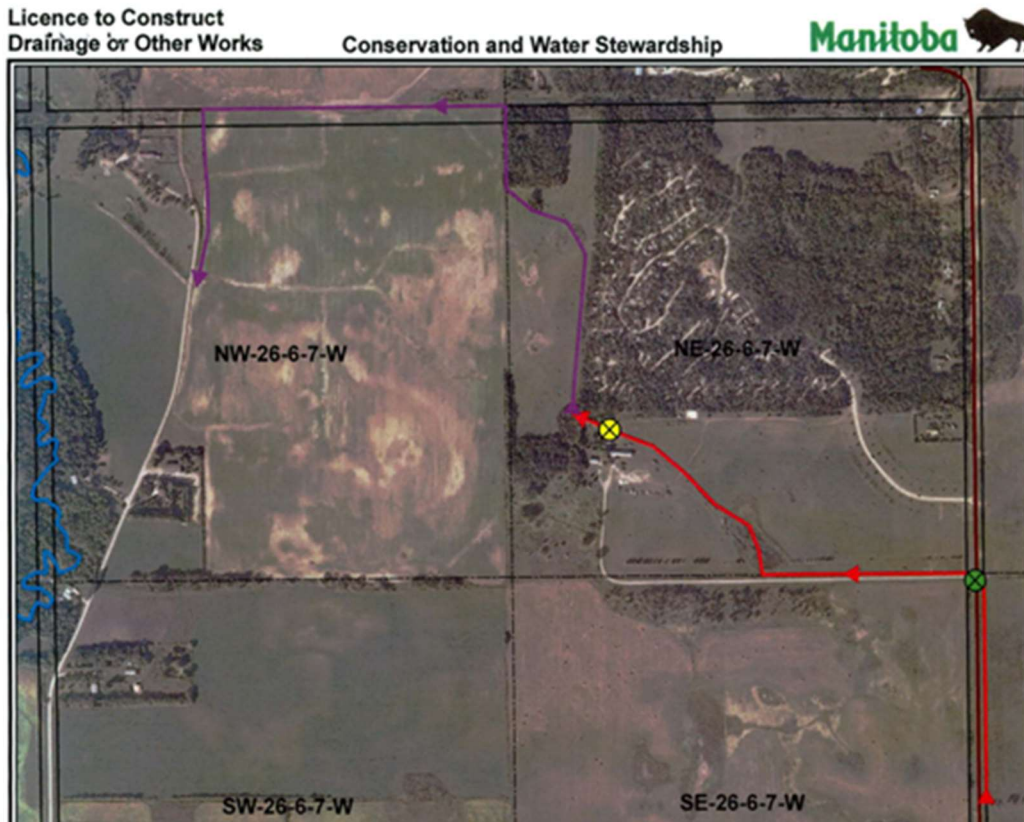 Licence to Construct
Drainage or Other Works
Conservation and Water Stewardship
Manitoba
NW-26-6-7-W
NE-26-6-7-W
SW-26-6-7-W
SE-26-6-7-W